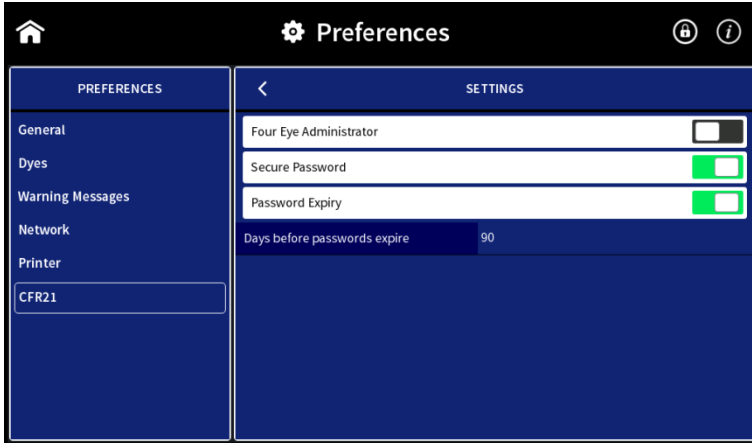 Preferences
PREFERENCES
General
Dyes
Warning Messages
Network
Printer
CFR21
SETTINGS
Four Eye Administrator
Secure Password
Password Expiry
Days before passwords expire 90